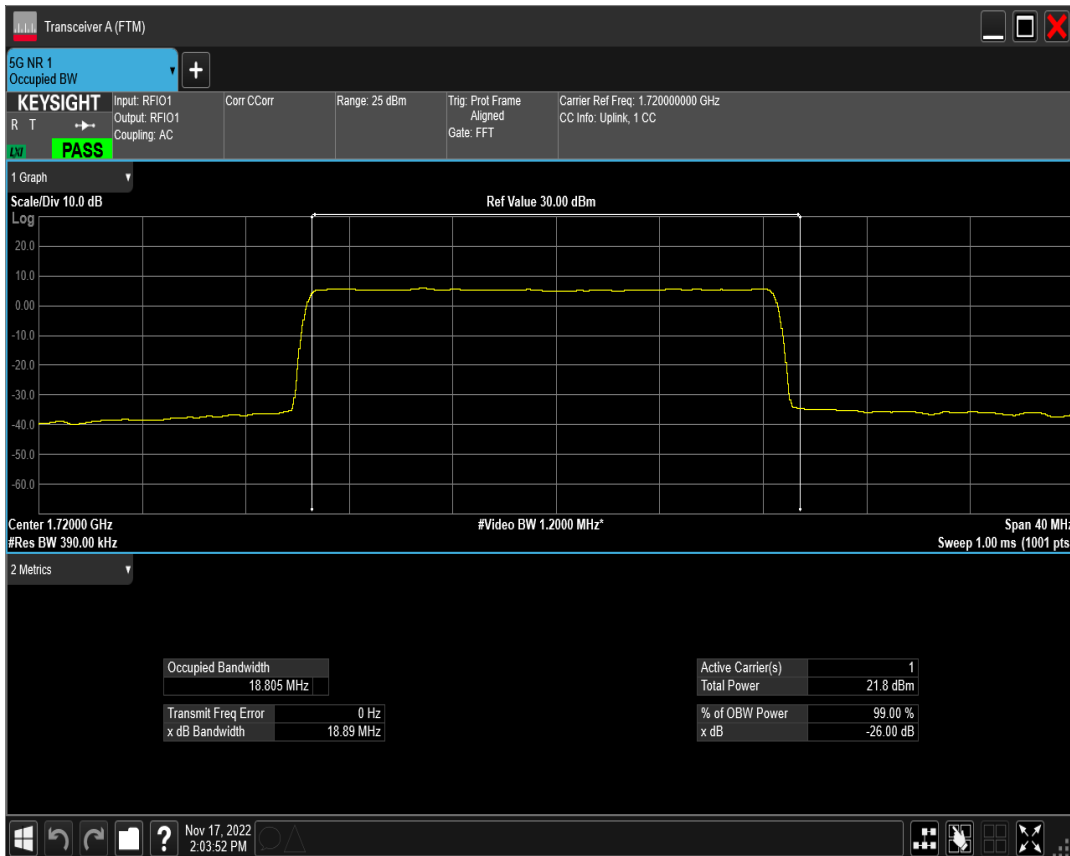 Transceiver A (FTM)
5G NR 1
Occupied BW
+
KEYSIGHT
R T
LXI
PASS
Input: RFIO1
Output: RFIO1
Coupling: AC
Corr CCorr
Range: 25 dBm
Trig: Prot Frame
Aligned
Gate: FFT
Carrier Ref Freq: 1.720000000 GHz
CC Info: Uplink, 1 CC
1 Graph
Scale/Div 10.0 dB
Ref Value 30.00 dBm
Log
20.0
10.0
0.00
-10.0
-20.0
-30.0
-40.0
-50.0
-60.0
Center 1.72000 GHz
#Video BW 1.2000 MHz*
Span 40 MHz
#Res BW 390.00 kHz
Sweep 1.00 ms (1001 pts
2 Metrics
Occupied Bandwidth
18.805 MHz
Transmit Freq Error 0 Hz
x dB Bandwidth 18.89 MHz
Active Carrier(s) 1
Total Power 21.8 dBm
% of OBW Power 99.00 %
x dB -26.00 dB
?
Nov 17, 2022
2:03:52 PM